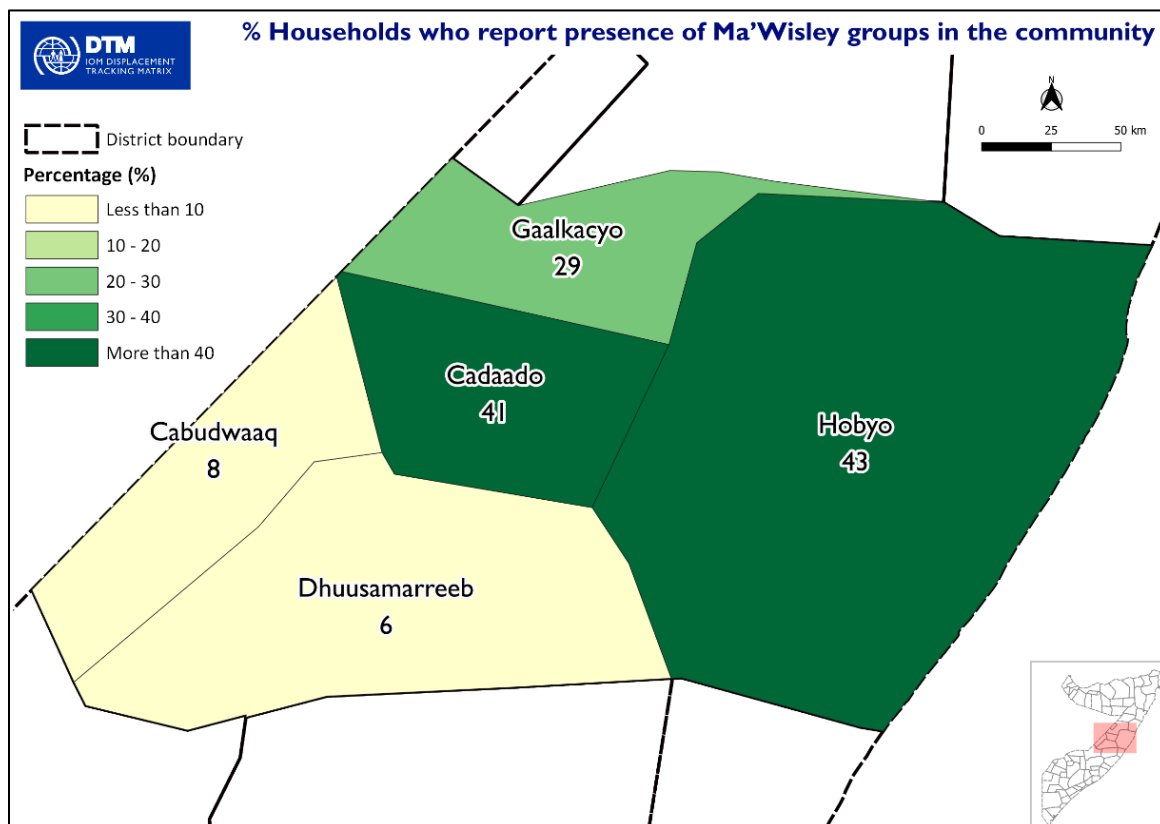 % Households who report presence of Ma'Wisley groups in the community
DTM
IOM DISPLACEMENT
TRACKING MATRIX
N
0 25 50 km
District boundary
Percentage (%)
Less than 10
10 - 20
20 - 30
30 - 40
More than 40
Gaalkacyo
29
Cadaado
41
Hobyo
43
Cabudwaaq
8
Dhuusamarreeb
6